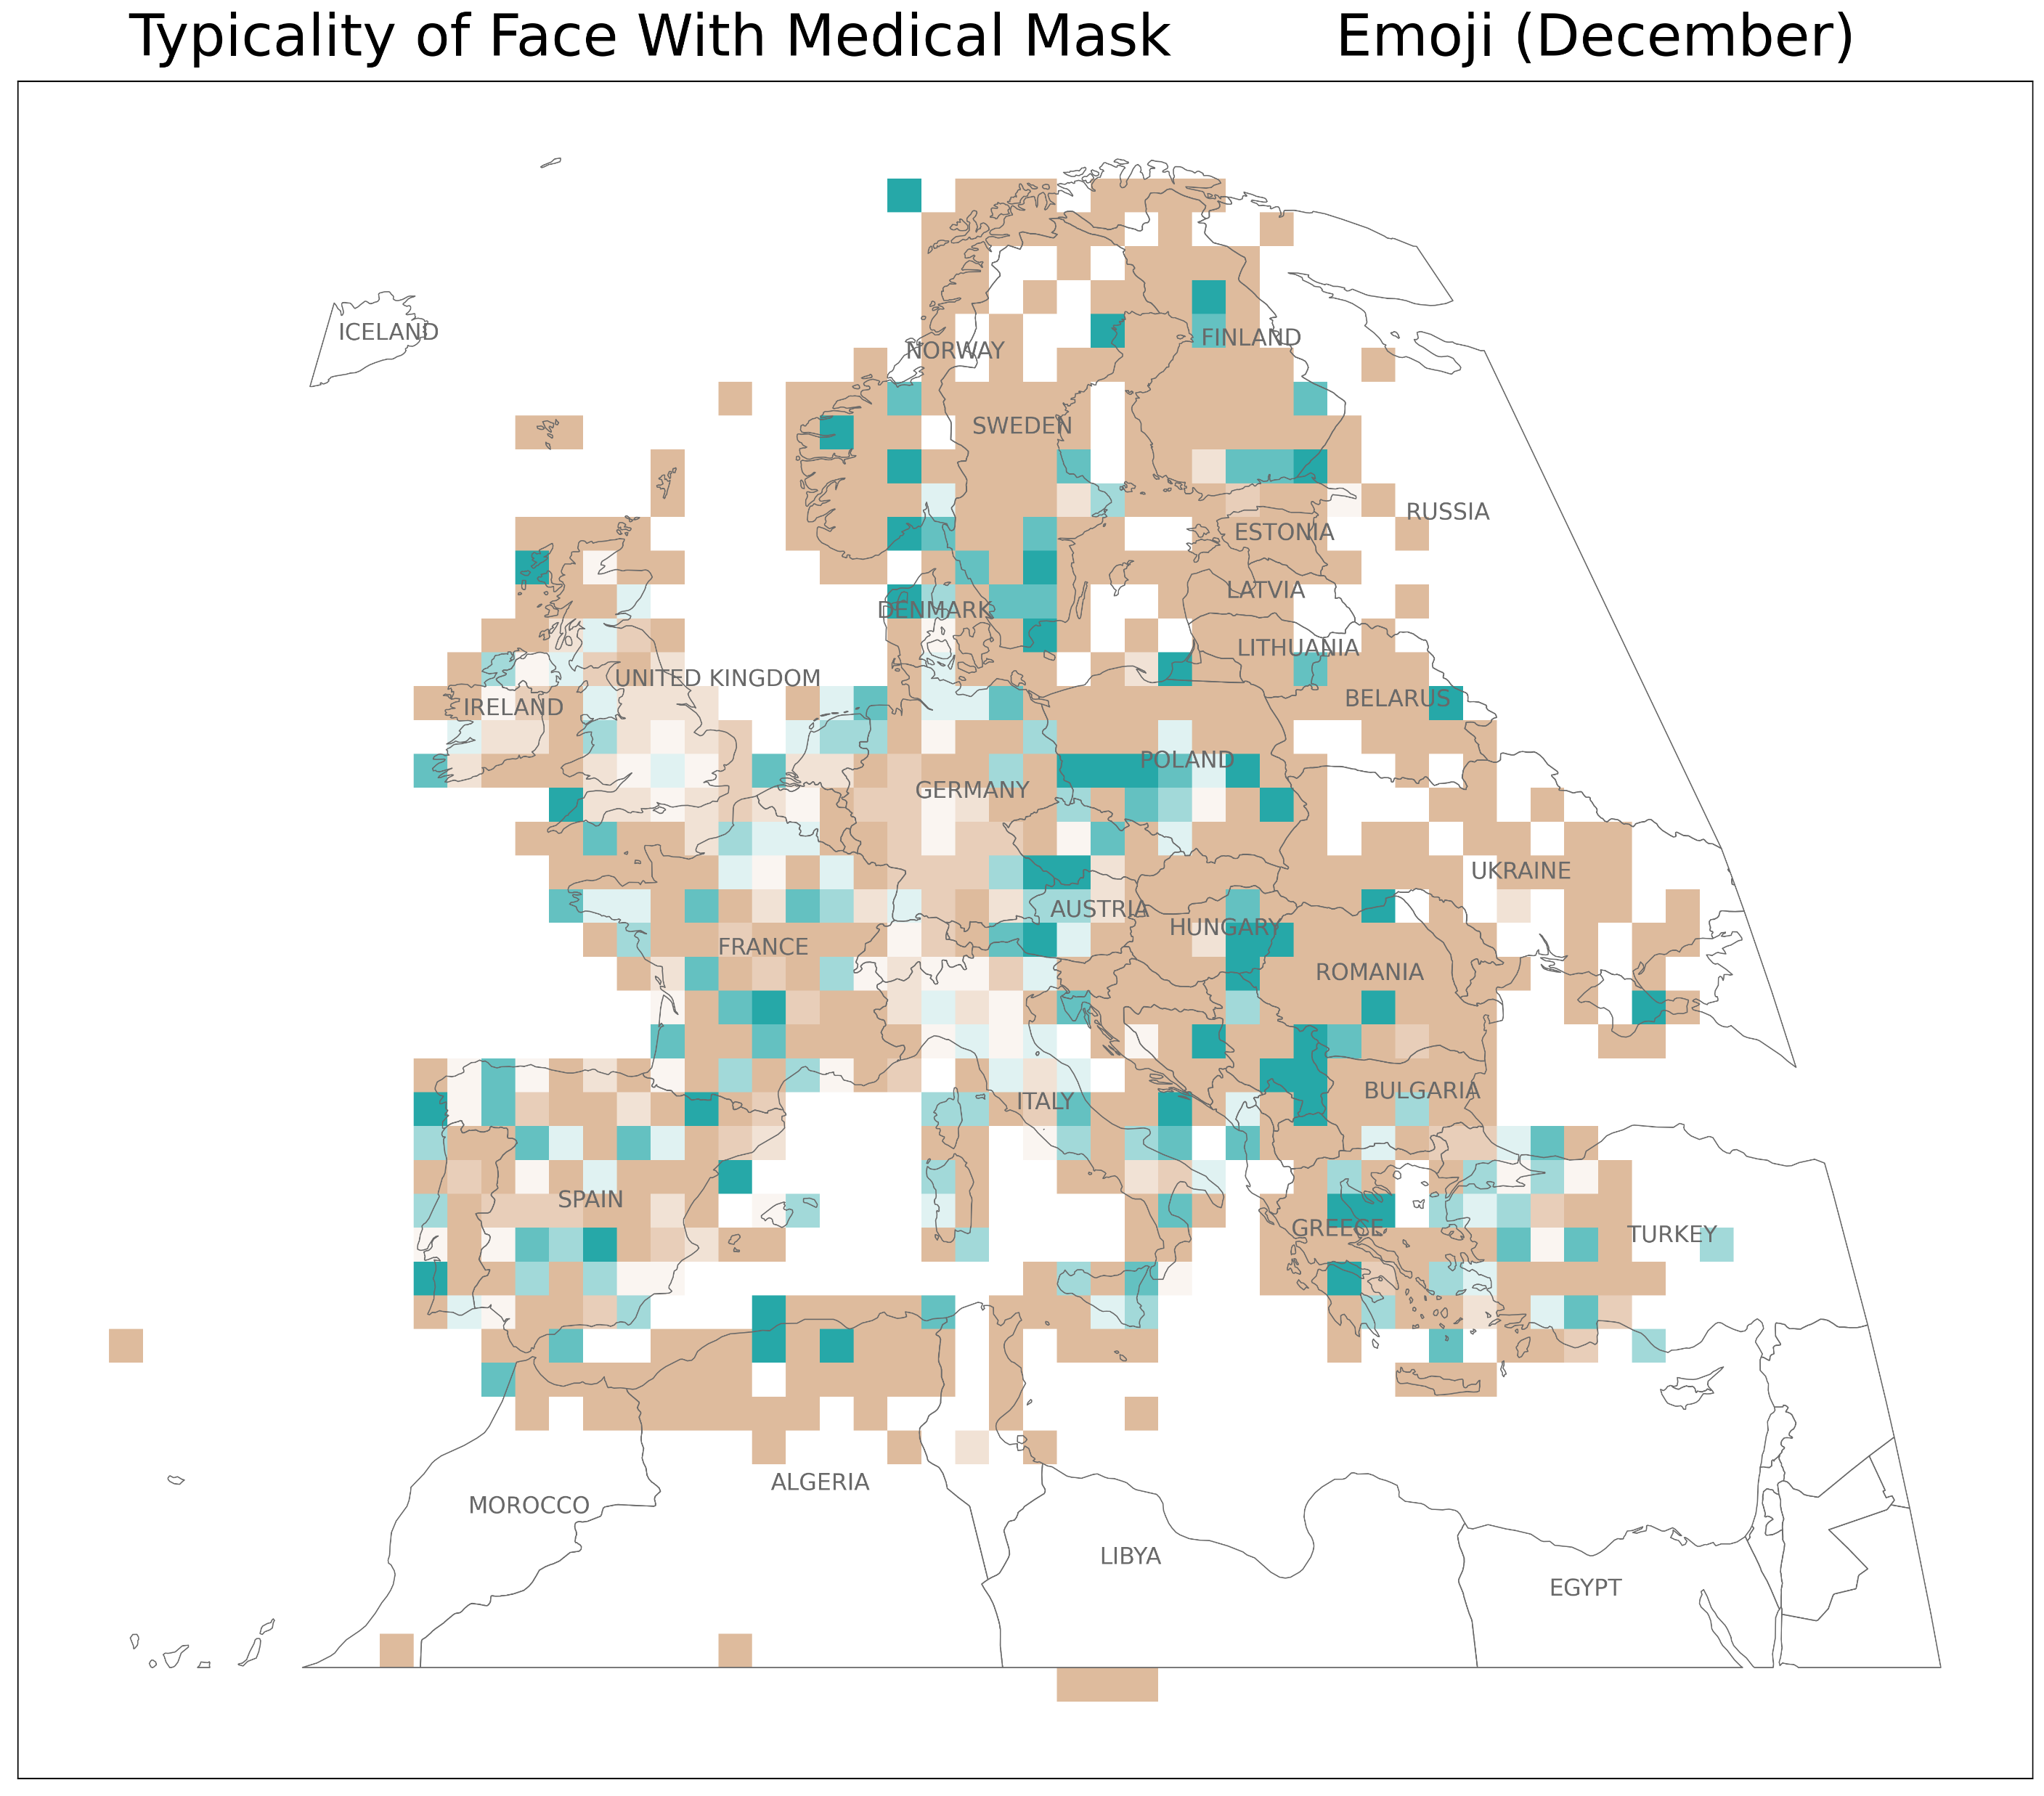 Typicality of Face With Medical Mask Emoji (December)
ICELAND
FINLAND
NORWAY
SWEDEN
RUSSIA
ESTONIA
LATVIA
DENMARK
LITHUANIA
UNITED KINGDOM
BELARUS
IRELAND
POLAND
GERMANY
UKRAINE
AUSTRIA
HUNGARY
FRANCE
ROMANIA
BULGARIA
ITALY
SPAIN
GREECE
TURKEY
ALGERIA
MOROCCO
LIBYA
EGYPT